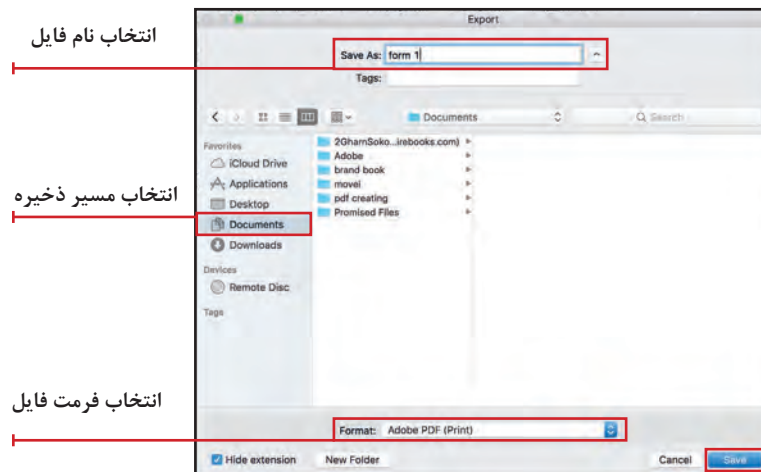 Export
انتخاب نام فایل
Save As: form 1
Tags:
Documents
Search
Favorites
iCloud Drive
Applications
Desktop
Documents
Downloads
Devices
Remote Disc
Tags
2GharnSoko...irebooks.com)
Adobe
brand book
movei
pdf creating
Promised Files
انتخاب مسیر ذخیره
انتخاب فرمت فایل
Format: Adobe PDF (Print)
Hide extension
New Folder
Cancel
Save